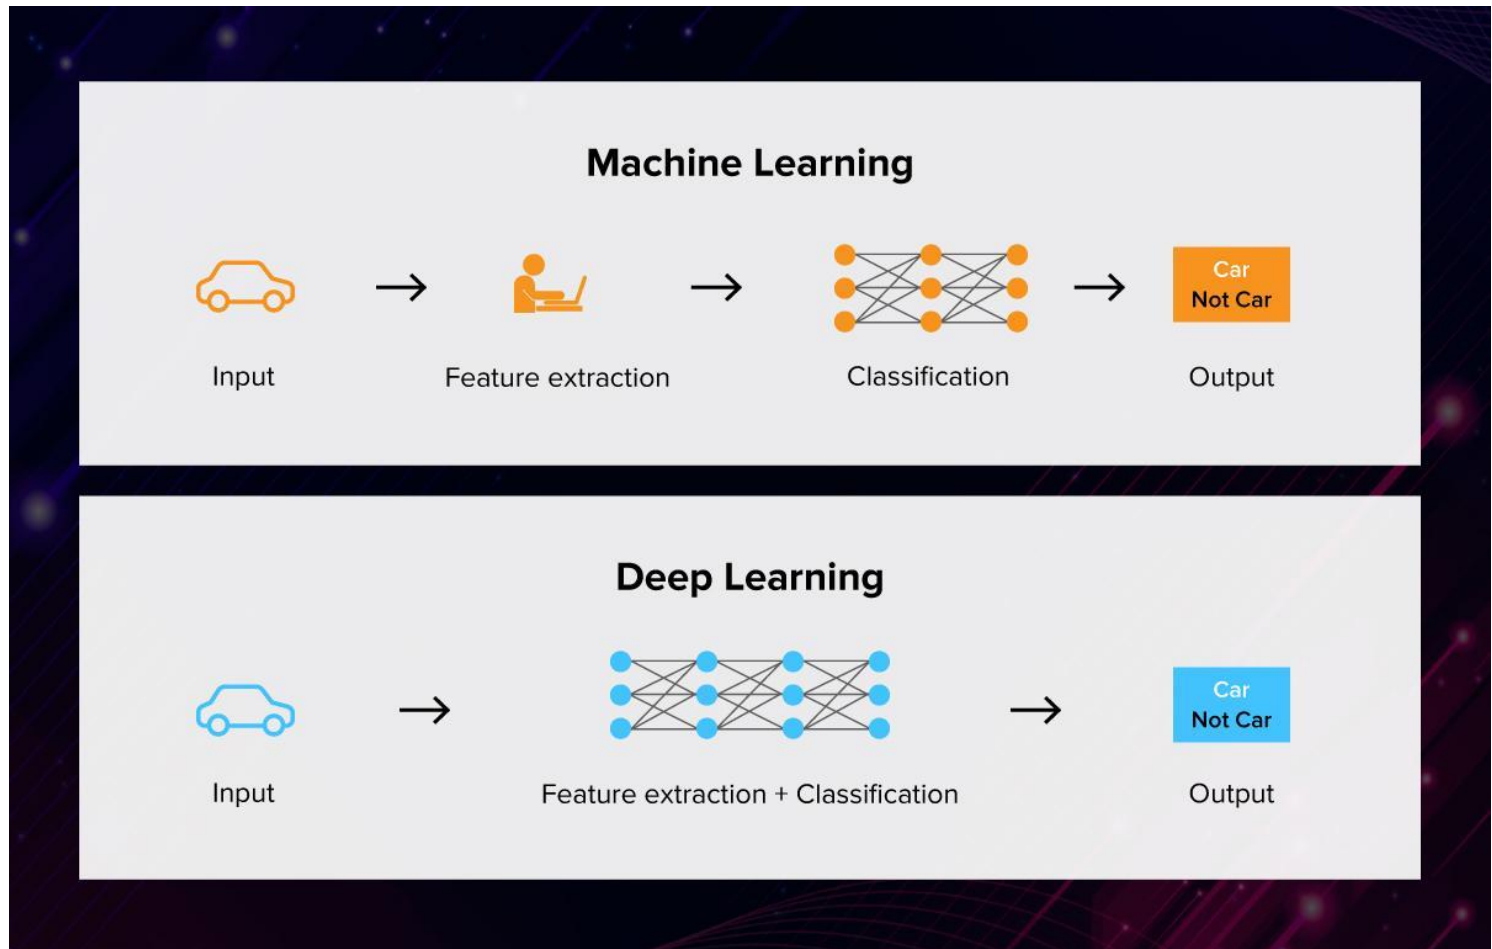 Machine Learning
Input
Feature extraction
Classification
Car
Not Car
Output
Deep Learning
Input
Feature extraction + Classification
Car
Not Car
Output